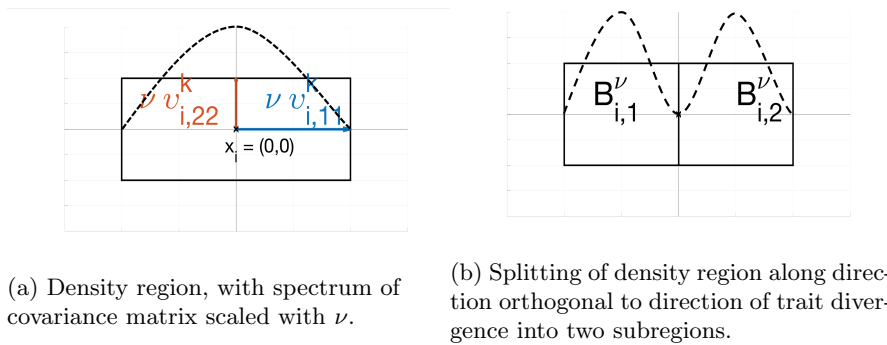 ν υ^k_{i,22}
ν υ^k_{i,11}
x_i = (0,0)
B^ν_{i,1}
B^ν_{i,2}
(a) Density region, with spectrum of
covariance matrix scaled with ν.
(b) Splitting of density region along direc-
tion orthogonal to direction of trait diver-
gence into two subregions.